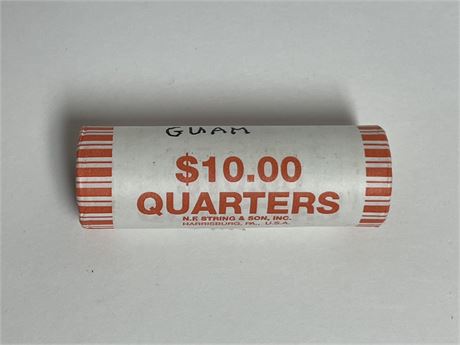 GUAM
$10.00
QUARTERS
N.F. STRING & SON, INC.
HARRISBURG, PA., U.S.A.